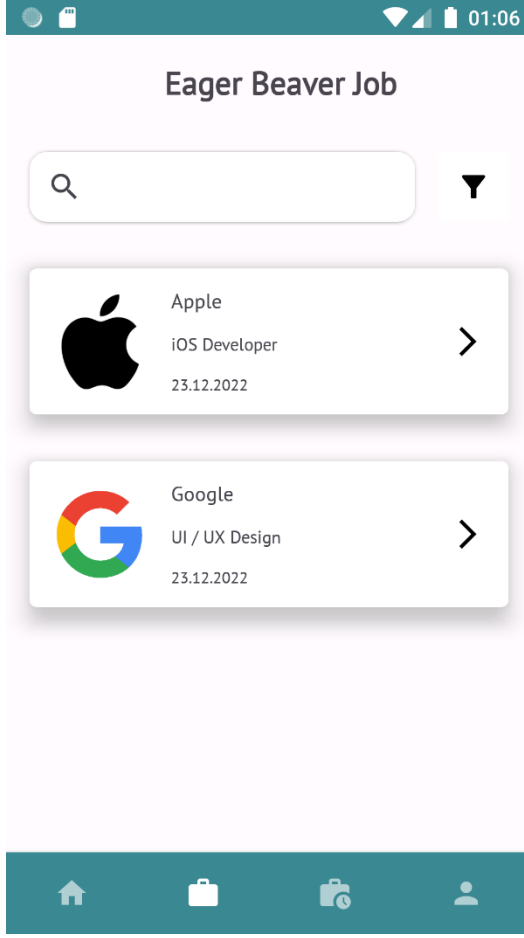 01:06
Eager Beaver Job
Apple
iOS Developer
23.12.2022
Google
UI / UX Design
23.12.2022